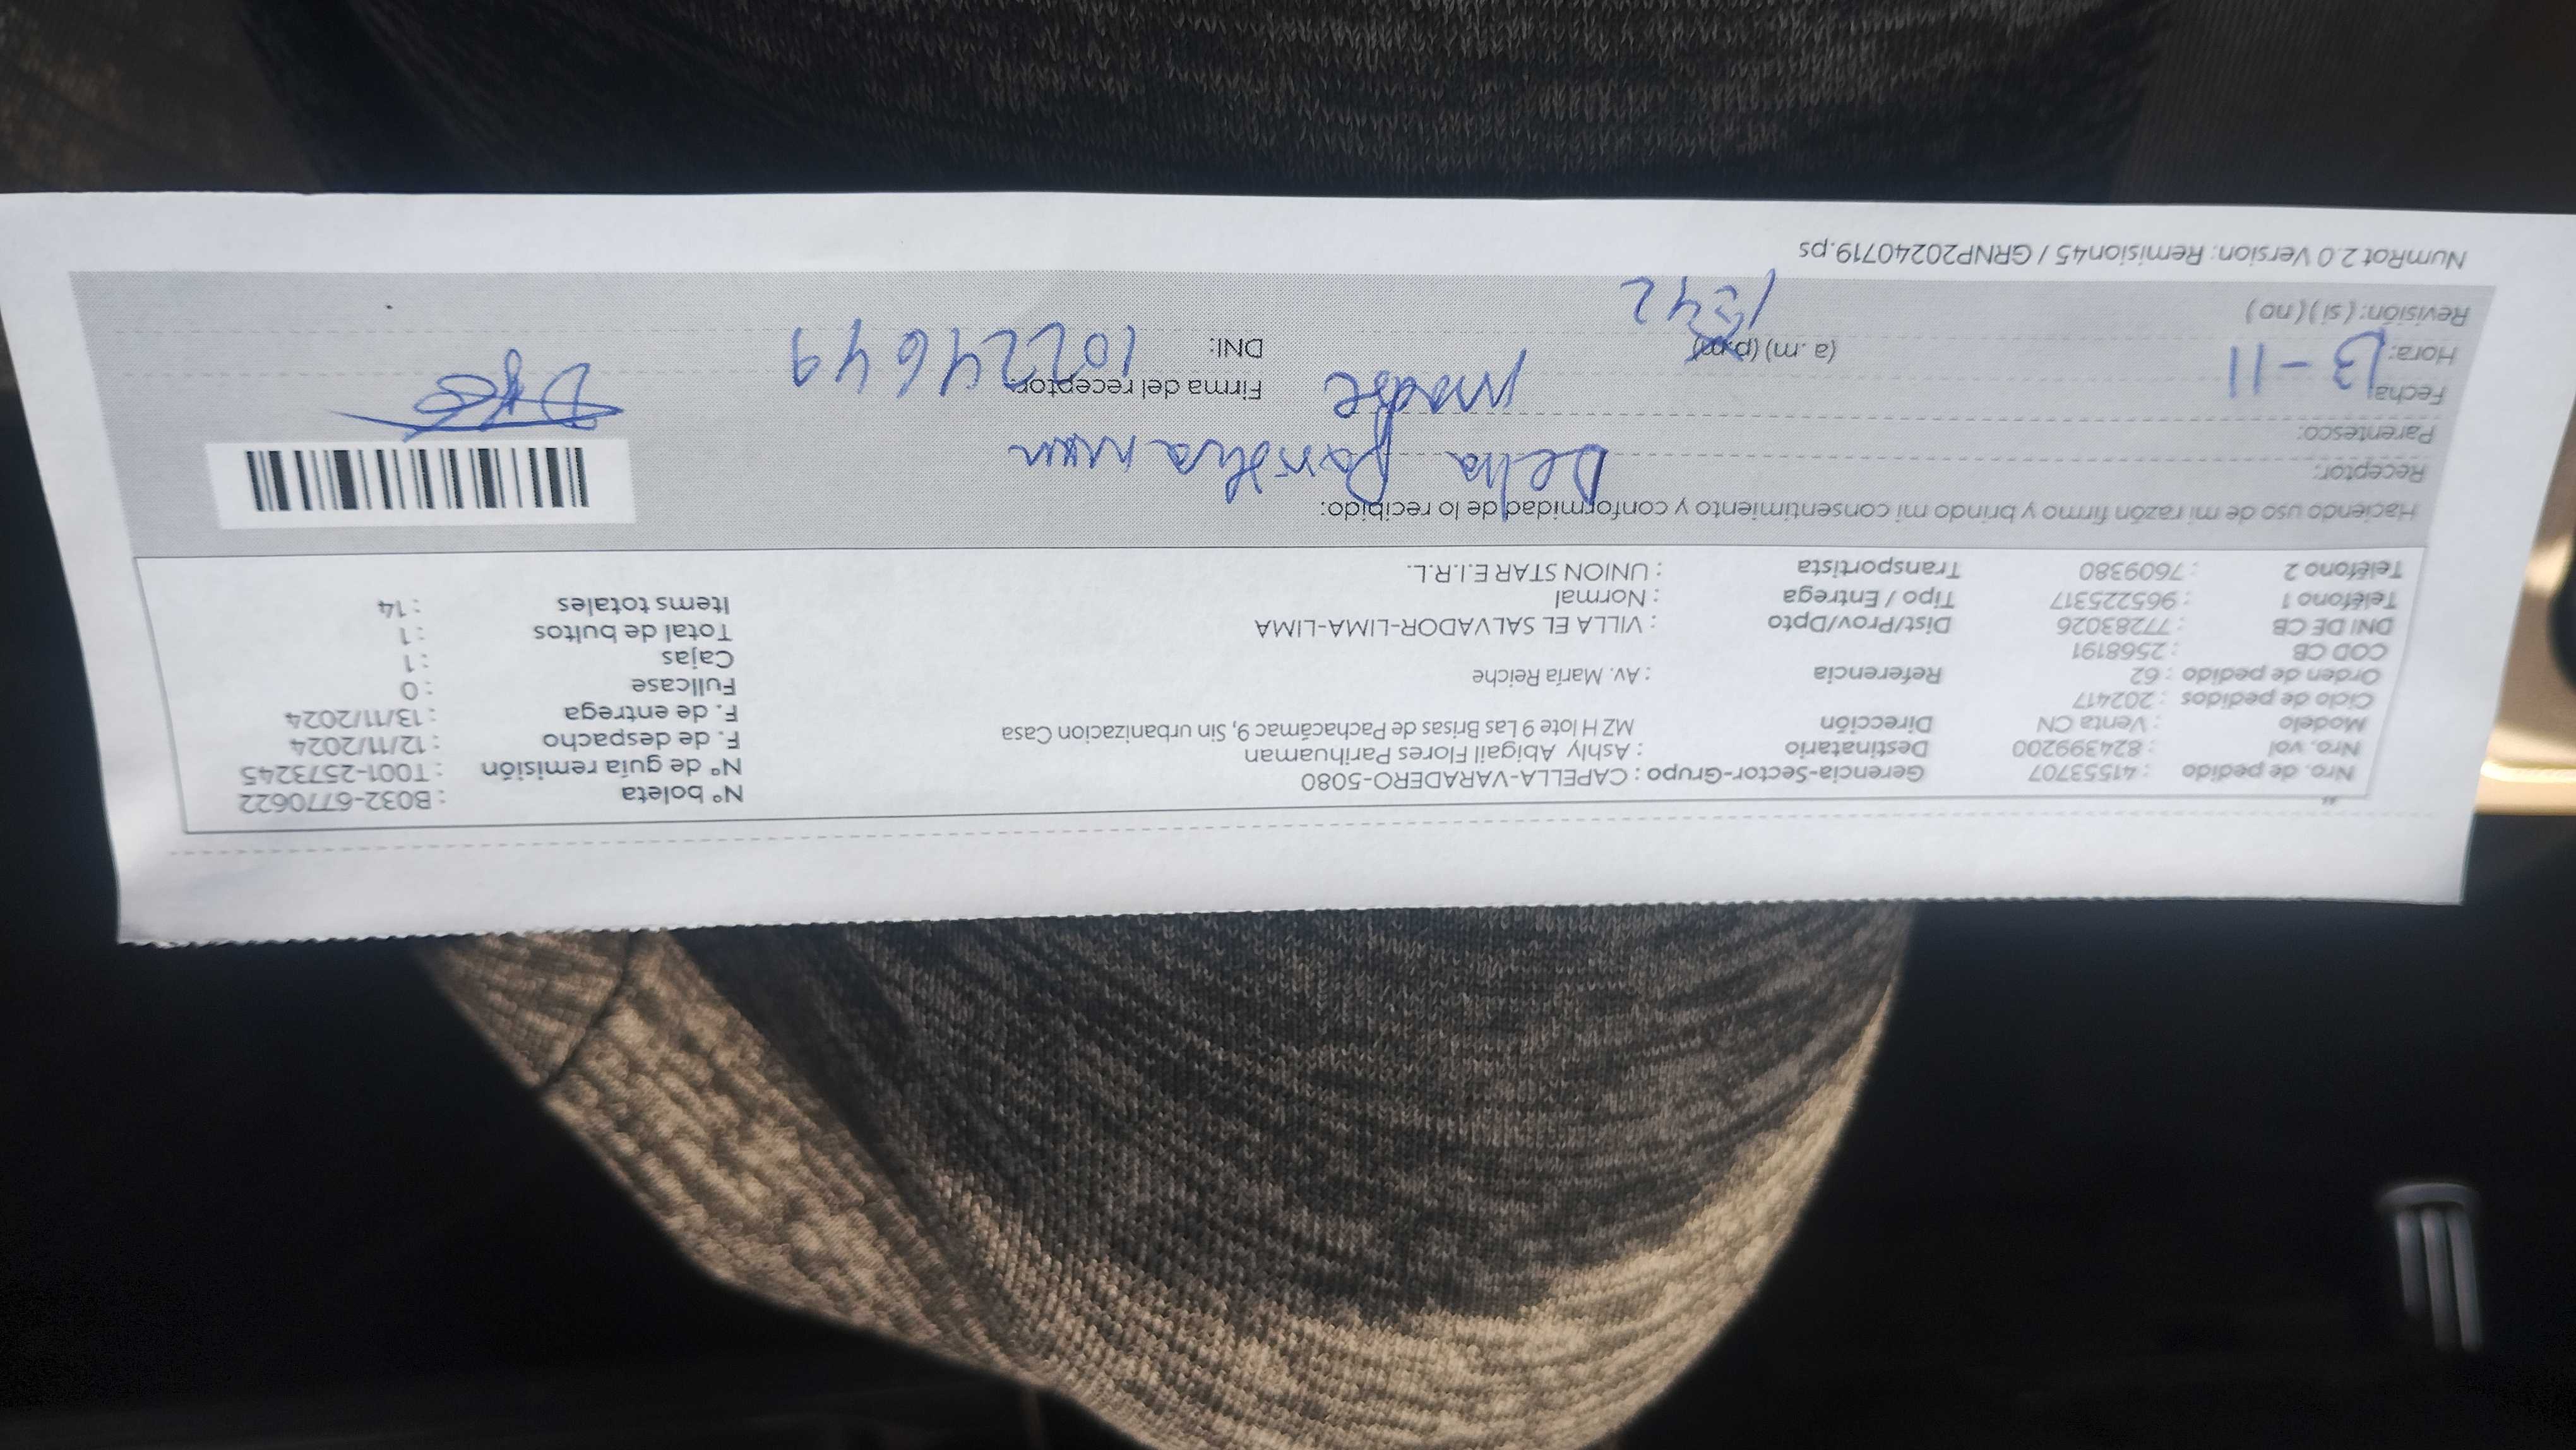 Nro. de pedido : 41553707 Gerencia-Sector-Grupo : CAPELLA-VARADERO-5080 N° boleta : B032-6770622
Nro. vol : 824399200 Destinatario : Ashly Abigail Flores Parihuaman N° de guía remisión : T001-2573245
Modelo : Venta CN Dirección MZ H lote 9 Las Brisas de Pachacámac 9, Sin urbanizacion Casa F. de despacho : 12/11/2024
Ciclo de pedidos : 202417 F. de entrega : 13/11/2024
Orden de pedido : 62 Referencia : Av. María Reiche Fullcase : 0
COD CB : 2568191 Cajas : 1
DNI DE CB : 77283026 Dist/Prov/Dpto : VILLA EL SALVADOR-LIMA-LIMA Total de bultos : 1
Teléfono 1 : 965225317 Tipo / Entrega : Normal Items totales : 14
Teléfono 2 : 7609380 Transportista : UNION STAR E.I.R.L.
Haciendo uso de mi razón firmo y brindo mi consentimiento y conformidad de lo recibido:
Receptor: Delia
Parentesco: madre
Fecha: 13-11 Firma del receptor:
Hora: (a.m) (p.m) DNI: 10224649
Revisión: (si) (no)
NumRot 2.0 Version: Remision45 / GRNP20240719.ps